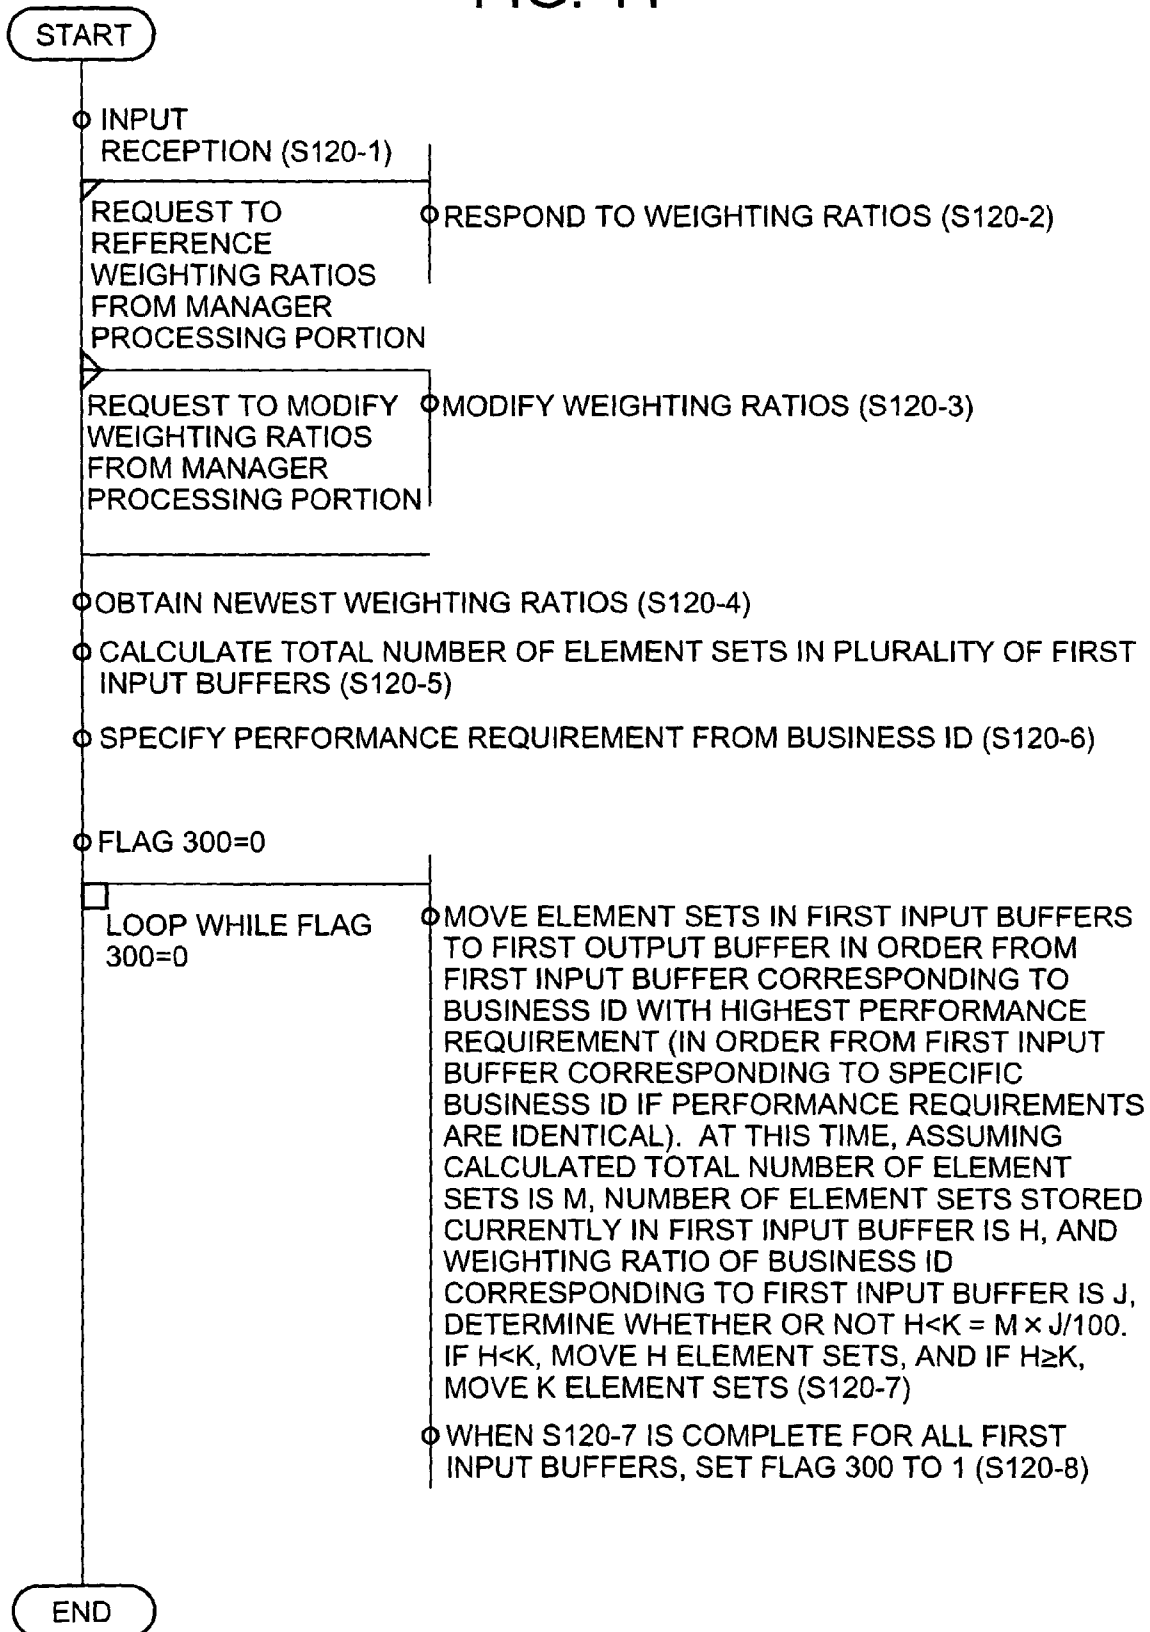 START
INPUT
RECEPTION (S120-1)
REQUEST TO
REFERENCE
WEIGHTING RATIOS
FROM MANAGER
PROCESSING PORTION
RESPOND TO WEIGHTING RATIOS (S120-2)
REQUEST TO MODIFY
WEIGHTING RATIOS
FROM MANAGER
PROCESSING PORTION
MODIFY WEIGHTING RATIOS (S120-3)
OBTAIN NEWEST WEIGHTING RATIOS (S120-4)
CALCULATE TOTAL NUMBER OF ELEMENT SETS IN PLURALITY OF FIRST
INPUT BUFFERS (S120-5)
SPECIFY PERFORMANCE REQUIREMENT FROM BUSINESS ID (S120-6)
FLAG 300=0
LOOP WHILE FLAG
300=0
MOVE ELEMENT SETS IN FIRST INPUT BUFFERS
TO FIRST OUTPUT BUFFER IN ORDER FROM
FIRST INPUT BUFFER CORRESPONDING TO
BUSINESS ID WITH HIGHEST PERFORMANCE
REQUIREMENT (IN ORDER FROM FIRST INPUT
BUFFER CORRESPONDING TO SPECIFIC
BUSINESS ID IF PERFORMANCE REQUIREMENTS
ARE IDENTICAL). AT THIS TIME, ASSUMING
CALCULATED TOTAL NUMBER OF ELEMENT
SETS IS M, NUMBER OF ELEMENT SETS STORED
CURRENTLY IN FIRST INPUT BUFFER IS H, AND
WEIGHTING RATIO OF BUSINESS ID
CORRESPONDING TO FIRST INPUT BUFFER IS J,
DETERMINE WHETHER OR NOT H<K = M × J/100.
IF H<K, MOVE H ELEMENT SETS, AND IF H≥K,
MOVE K ELEMENT SETS (S120-7)
WHEN S120-7 IS COMPLETE FOR ALL FIRST
INPUT BUFFERS, SET FLAG 300 TO 1 (S120-8)
END